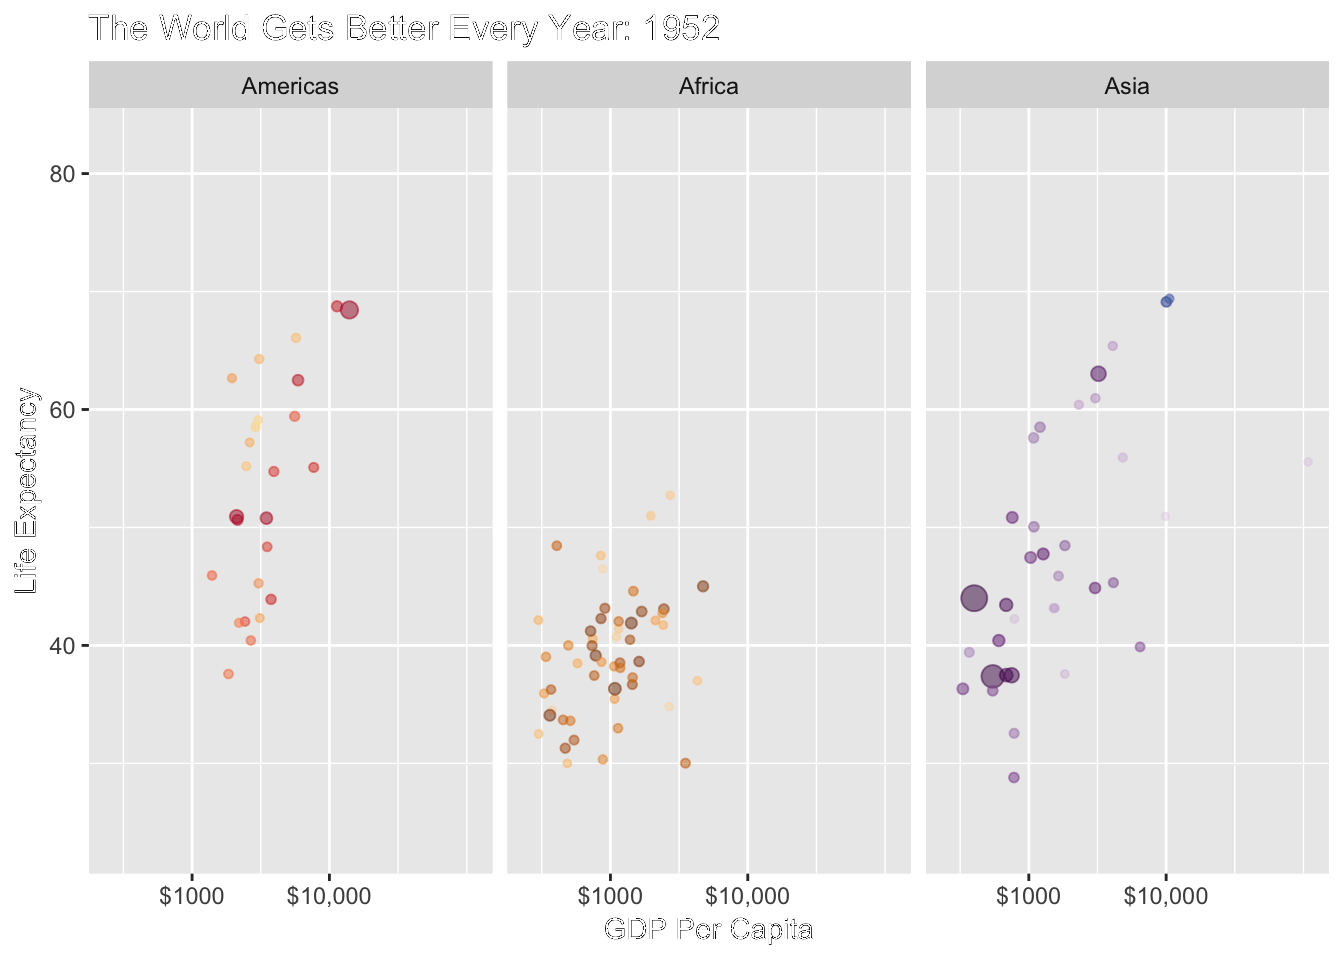 The World Gets Better Every Year: 1952
Americas
Africa
Asia
80
60
40
Life Expectancy
$1000
$10,000
$1000
$10,000
$1000
$10,000
GDP Per Capita